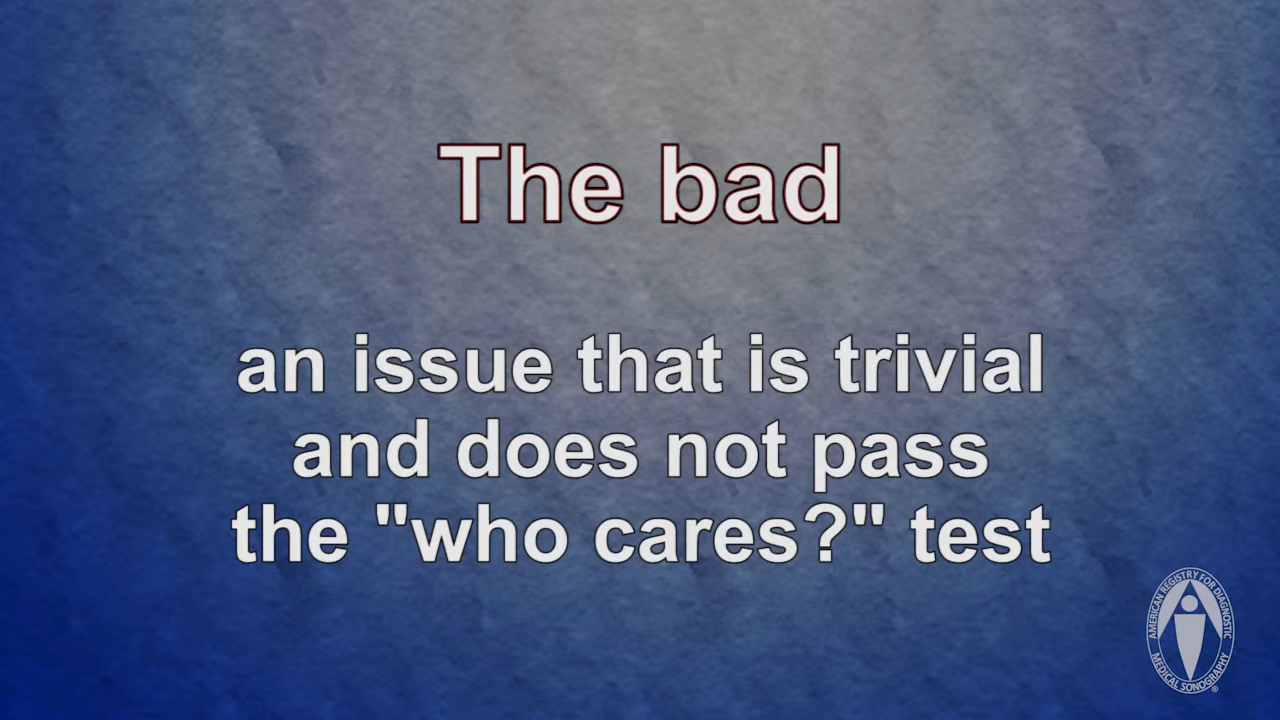 The bad
an issue that is trivial
and does not pass
the "who cares?" test
AMERICAN REGISTRY FOR DIAGNOSTIC
MEDICAL SONOGRAPHY
®